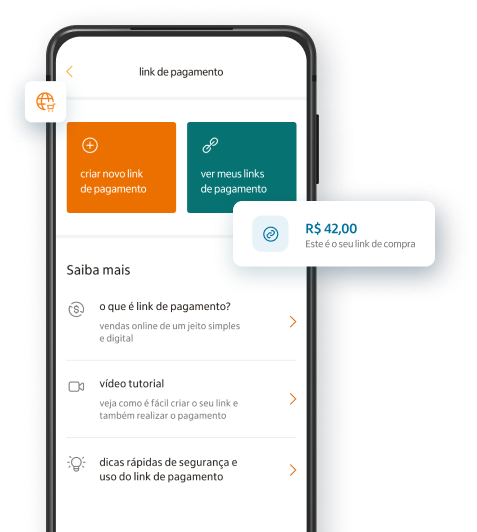 link de pagamento
criar novo link
de pagamento
ver meus links
de pagamento
R$ 42,00
Este é o seu link de compra
Saiba mais
o que é link de pagamento?
vendas online de um jeito simples
e digital
vídeo tutorial
veja como é fácil criar o seu link e
também realizar o pagamento
dicas rápidas de segurança e
uso do link de pagamento